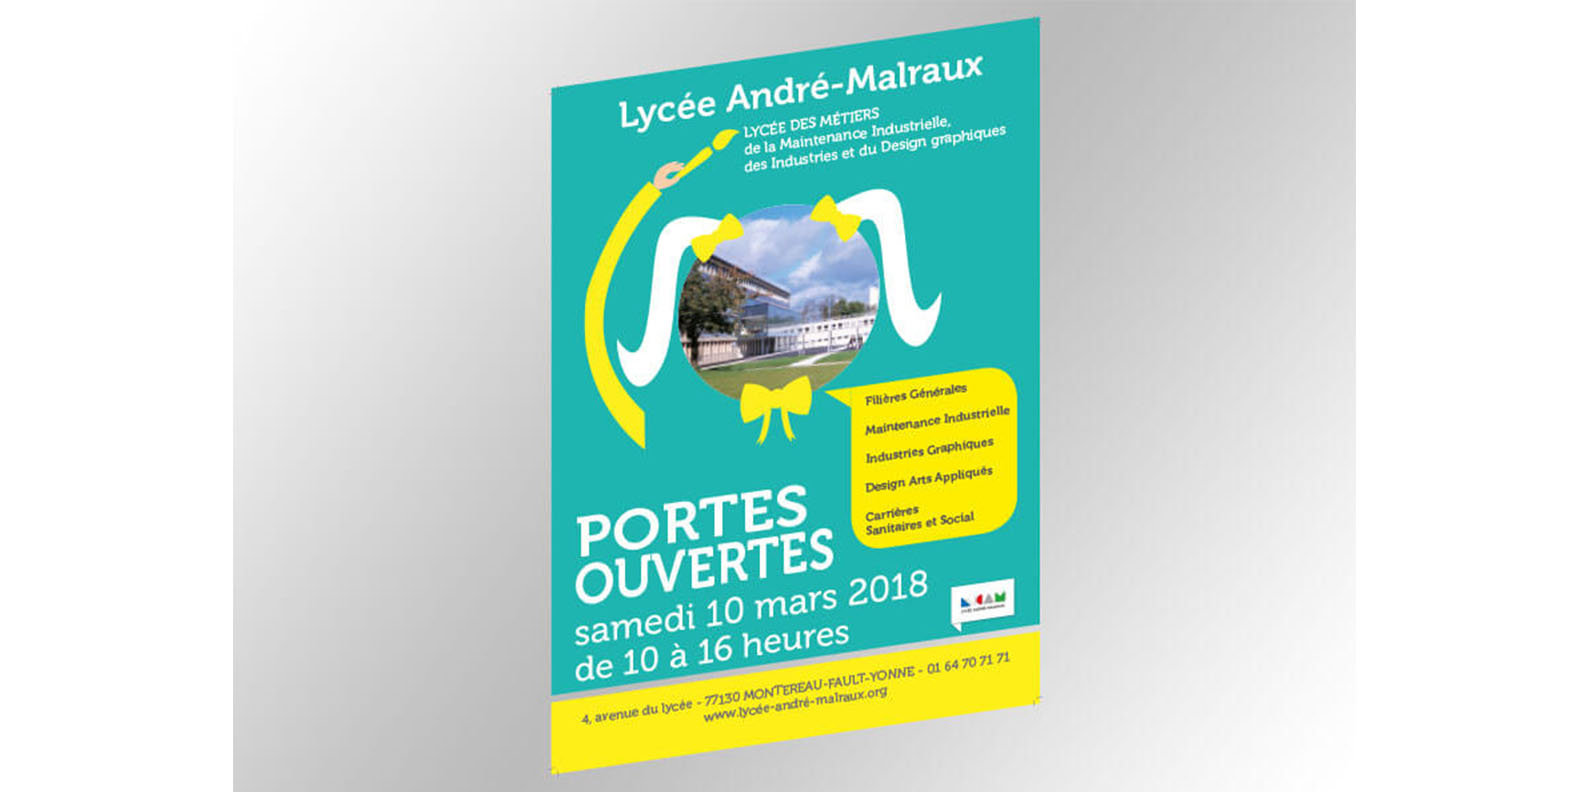 Lycée André-Malraux
LYCÉE DES MÉTIERS
de la Maintenance Industrielle,
des Industries et du Design graphiques
Filières Générales
Maintenance Industrielle
Industries Graphiques
Design Arts Appliqués
Carrières
Sanitaires et Social
PORTES
OUVERTES
samedi 10 mars 2018
de 10 à 16 heures
4, avenue du lycée - 77130 MONTEREAU-FAULT-YONNE - 01 64 70 71 71
www.lycée-andré-malraux.org